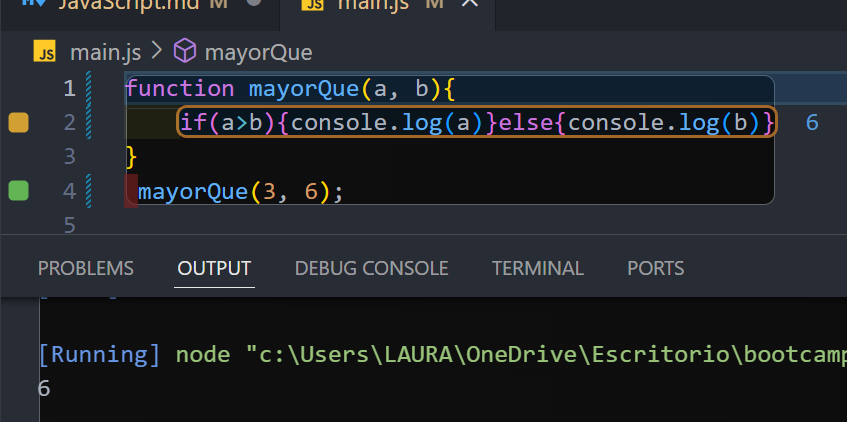 JavaScript.md M main.js M
JS main.js > mayorQue
1 function mayorQue(a, b){
2 if(a>b){console.log(a)}else{console.log(b)} 6
3 }
4 mayorQue(3, 6);
5
PROBLEMS OUTPUT DEBUG CONSOLE TERMINAL PORTS
[Running] node "c:\Users\LAURA\OneDrive\Escritorio\bootcamp
6